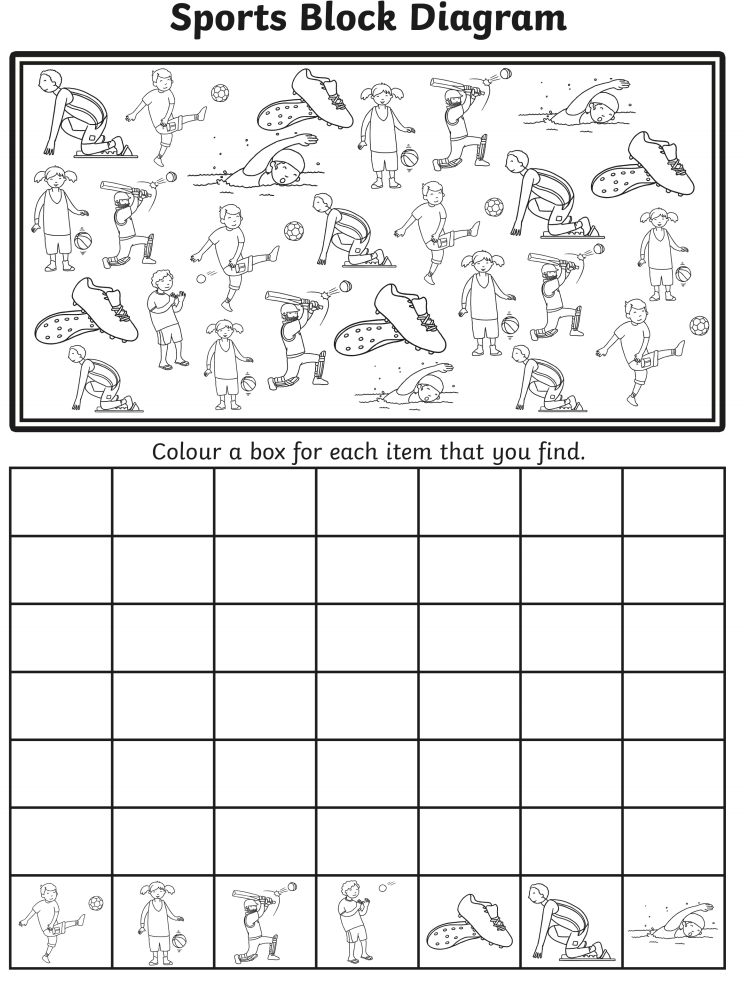 Sports Block Diagram
Colour a box for each item that you find.